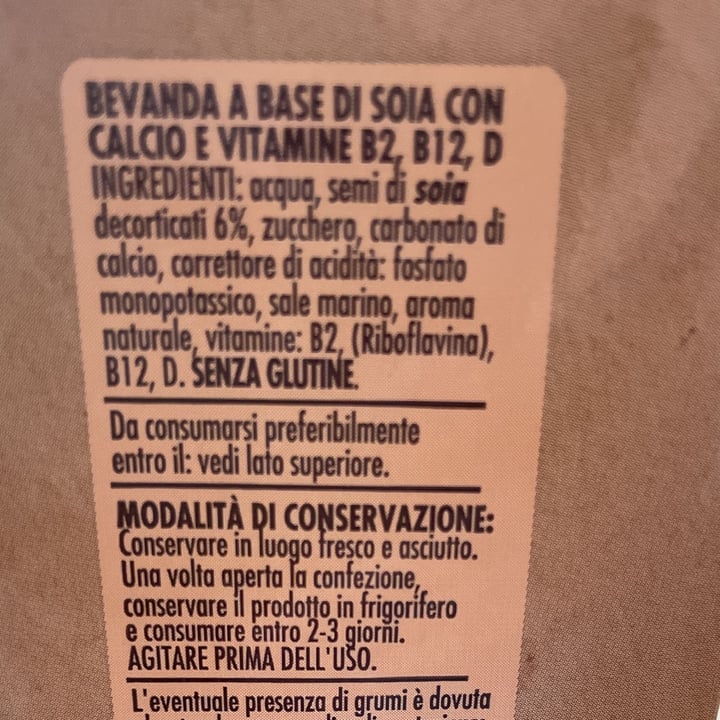 BEVANDA A BASE DI SOIA CON
CALCIO E VITAMINE B2, B12, D
INGREDIENTI: acqua, semi di soia
decorticati 6%, zucchero, carbonato di
calcio, correttore di acidità: fosfato
monopotassico, sale marino, aroma
naturale, vitamine: B2, (Riboflavina),
B12, D. SENZA GLUTINE.
Da consumarsi preferibilmente
entro il: vedi lato superiore.
MODALITÀ DI CONSERVAZIONE:
Conservare in luogo fresco e asciutto.
Una volta aperta la confezione,
conservare il prodotto in frigorifero
e consumare entro 2-3 giorni.
AGITARE PRIMA DELL'USO.
L'eventuale presenza di grumi è dovuta